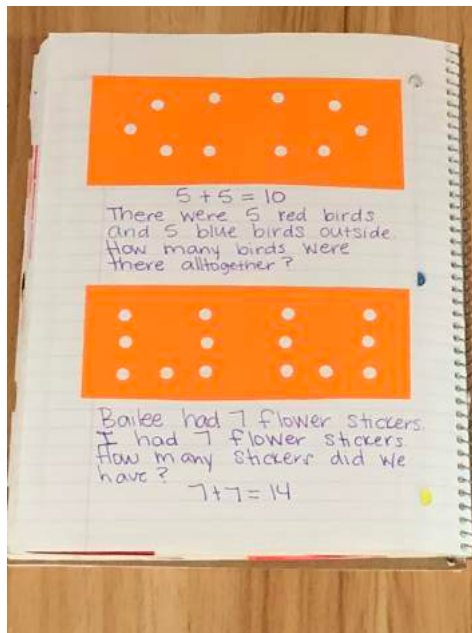 5 + 5 = 10
There were 5 red birds
and 5 blue birds outside.
How many birds were
there alltogether?
Bailee had 7 flower stickers.
I had 7 flower stickers
How many stickers did we
have?
7+7=14